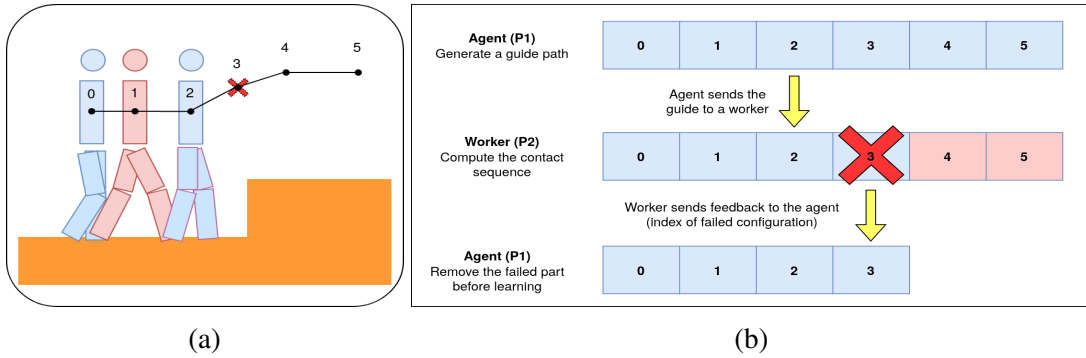 0 1 2 3 4 5
Agent (P1)
Generate a guide path
0 1 2 3 4 5
Agent sends the
guide to a worker
Worker (P2)
Compute the contact
sequence
0 1 2 3 4 5
Worker sends feedback to the agent
(index of failed configuration)
Agent (P1)
Remove the failed part
before learning
0 1 2 3
(a)
(b)